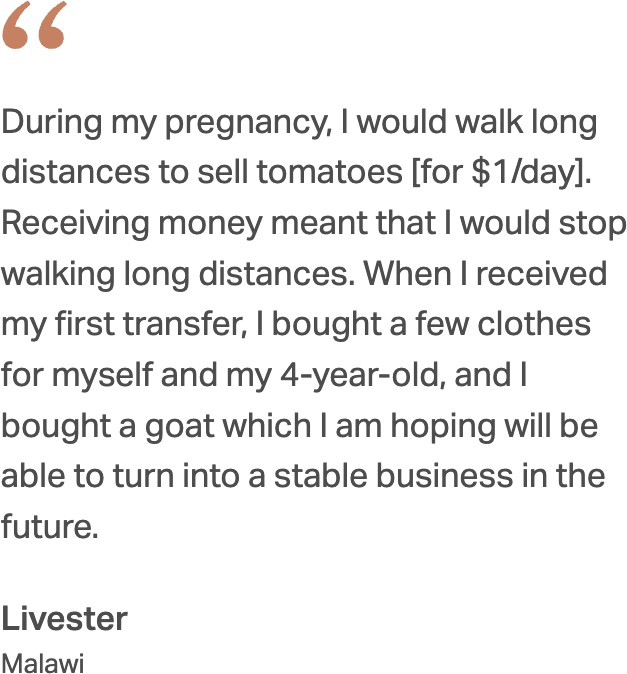 “
During my pregnancy, I would walk long
distances to sell tomatoes [for $1/day].
Receiving money meant that I would stop
walking long distances. When I received
my first transfer, I bought a few clothes
for myself and my 4-year-old, and I
bought a goat which I am hoping will be
able to turn into a stable business in the
future.
Livester
Malawi